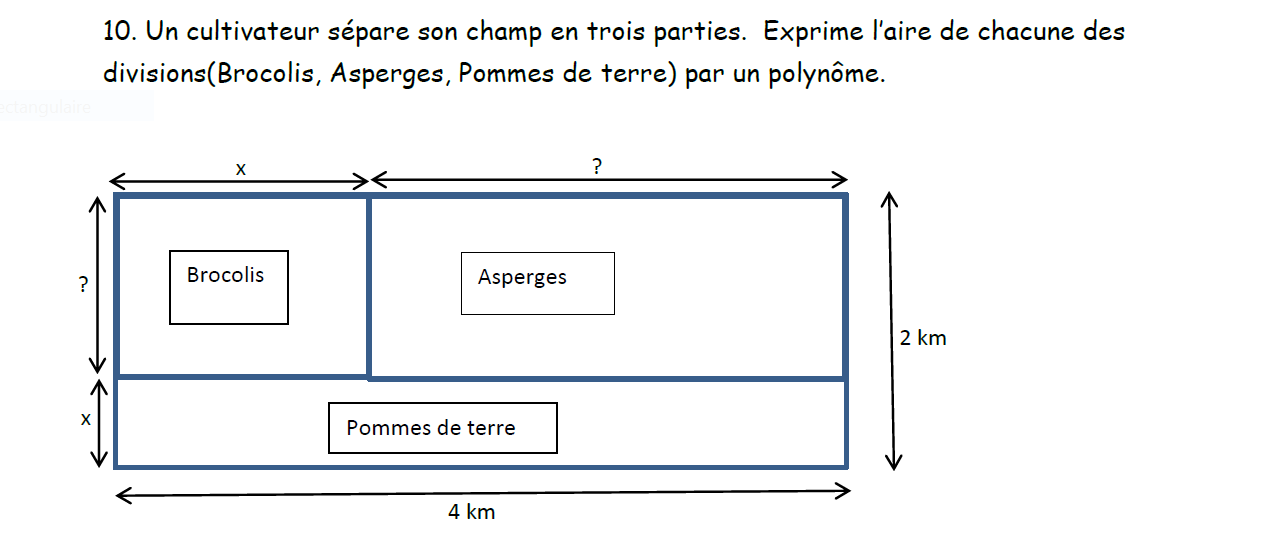 10. Un cultivateur sépare son champ en trois parties.  Exprime l'aire de chacune des
divisions(Brocolis, Asperges, Pommes de terre) par un polynôme.
ectangulaire
x
?
?
Brocolis
Asperges
2 km
x
Pommes de terre
4 km